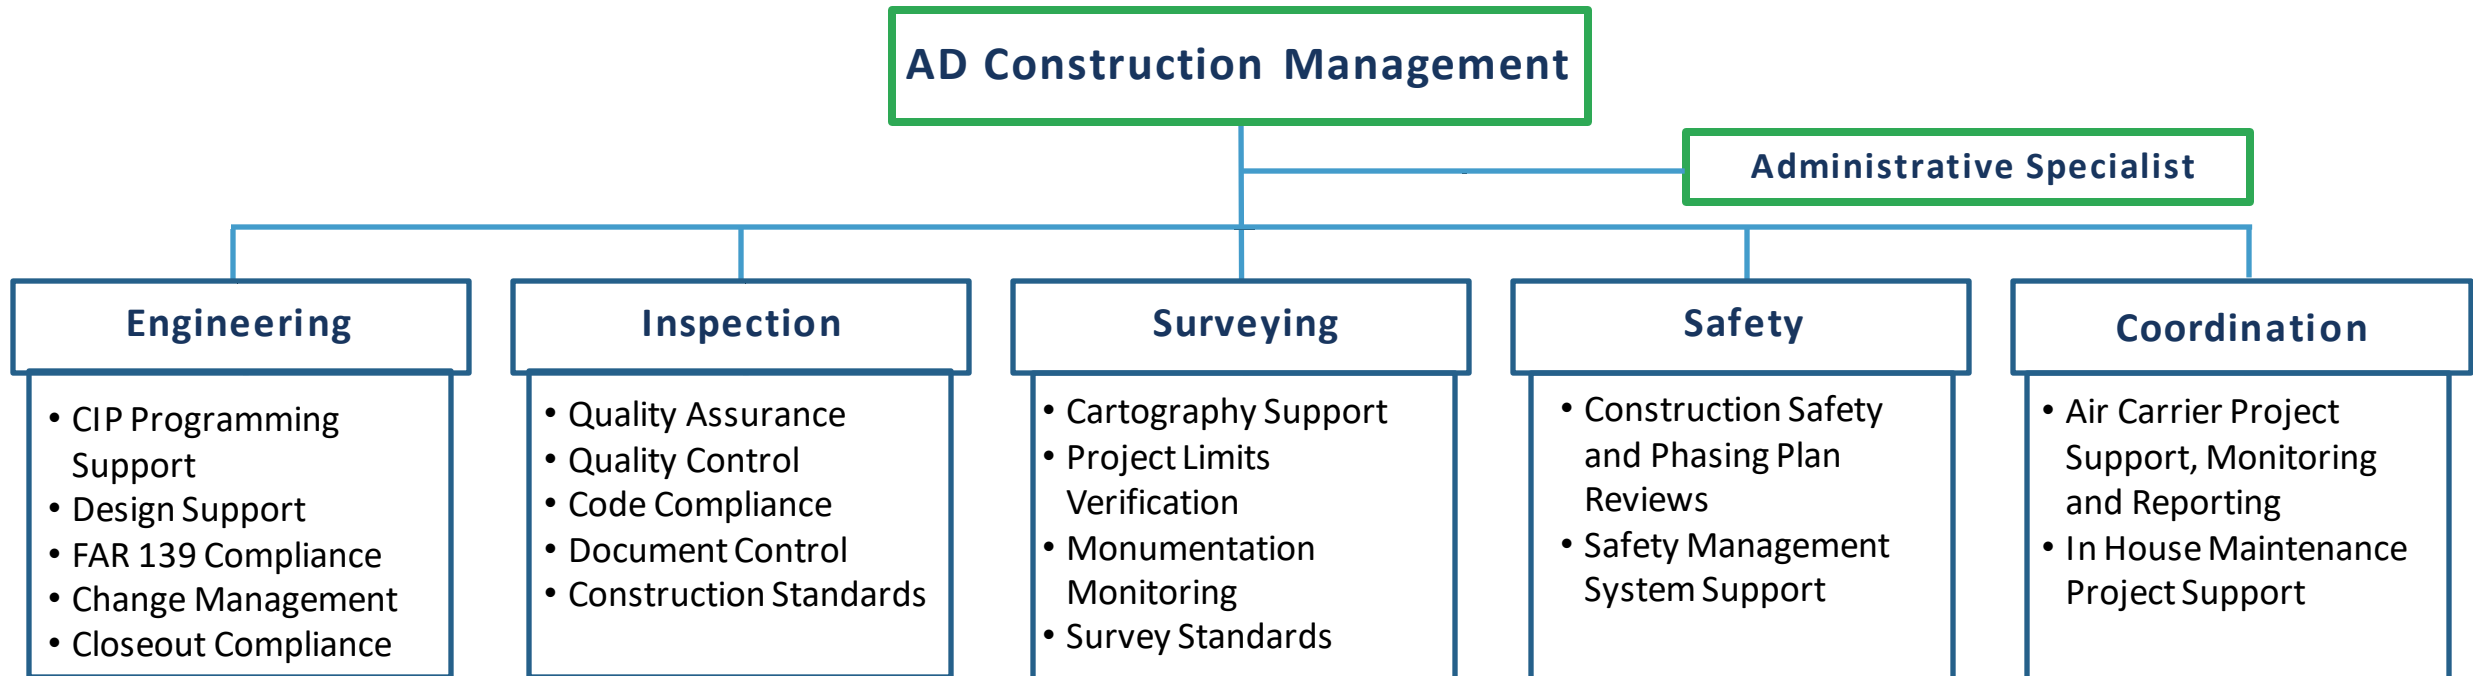 AD Construction Management
Administrative Specialist
Engineering
• CIP Programming
Support
• Design Support
• FAR 139 Compliance
• Change Management
• Closeout Compliance
Inspection
• Quality Assurance
• Quality Control
• Code Compliance
• Document Control
• Construction Standards
Surveying
• Cartography Support
• Project Limits
Verification
• Monumentation
Monitoring
• Survey Standards
Safety
• Construction Safety
and Phasing Plan
Reviews
• Safety Management
System Support
Coordination
• Air Carrier Project
Support, Monitoring
and Reporting
• In House Maintenance
Project Support